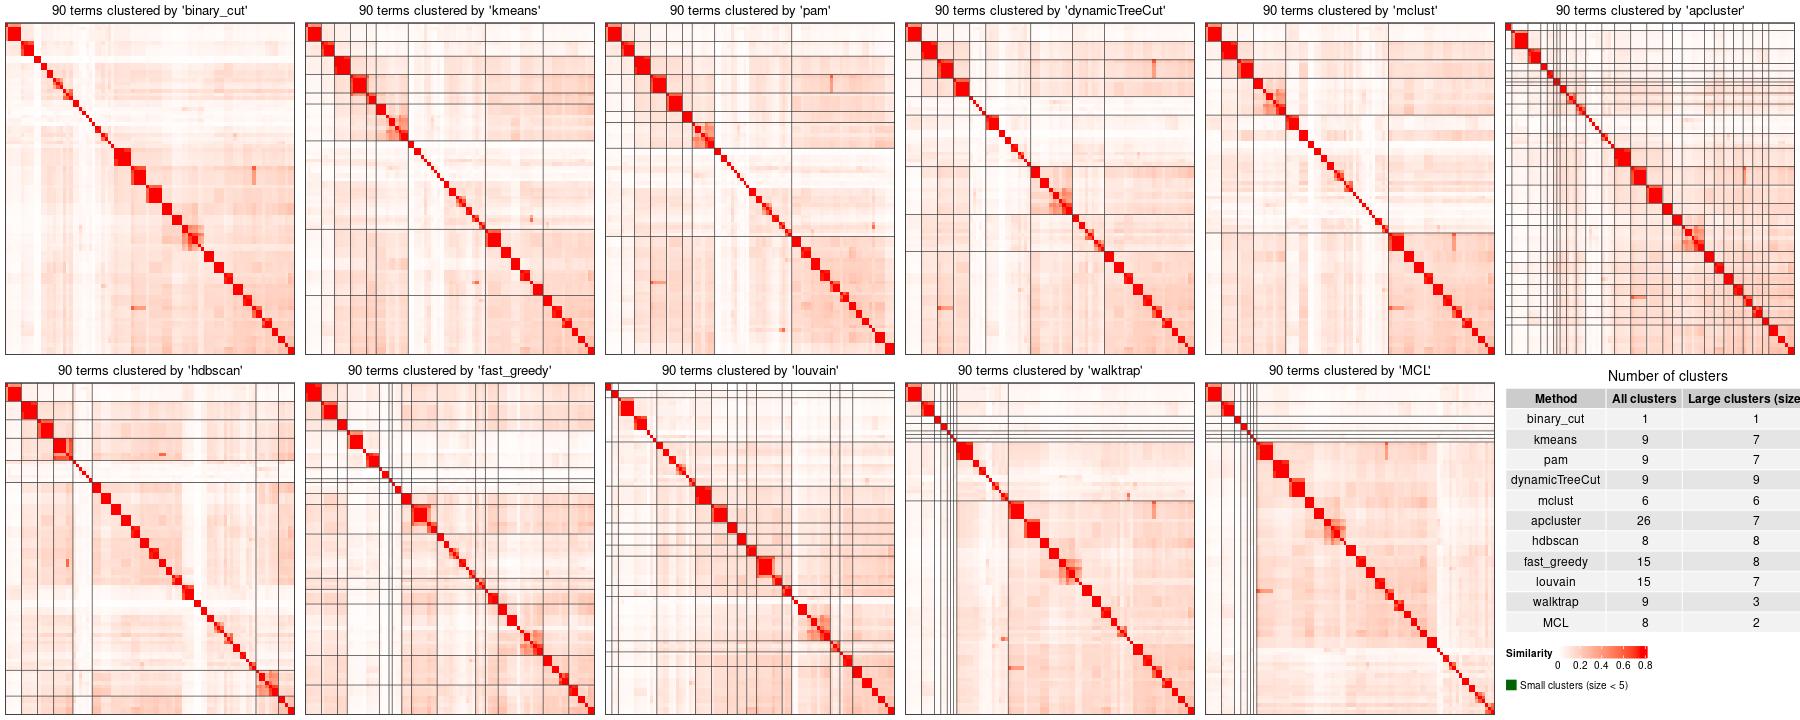 90 terms clustered by 'binary_cut'
90 terms clustered by 'kmeans'
90 terms clustered by 'pam'
90 terms clustered by 'dynamicTreeCut'
90 terms clustered by 'mclust'
90 terms clustered by 'apcluster'
90 terms clustered by 'hdbscan'
90 terms clustered by 'fast_greedy'
90 terms clustered by 'louvain'
90 terms clustered by 'walktrap'
90 terms clustered by 'MCL'
Number of clusters
Method All clusters Large clusters (size
binary_cut 1 1
kmeans 9 7
pam 9 7
dynamicTreeCut 9 9
mclust 6 6
apcluster 26 7
hdbscan 8 8
fast_greedy 15 8
louvain 15 7
walktrap 9 3
MCL 8 2
Similarity
0 0.2 0.4 0.6 0.8
Small clusters (size < 5)